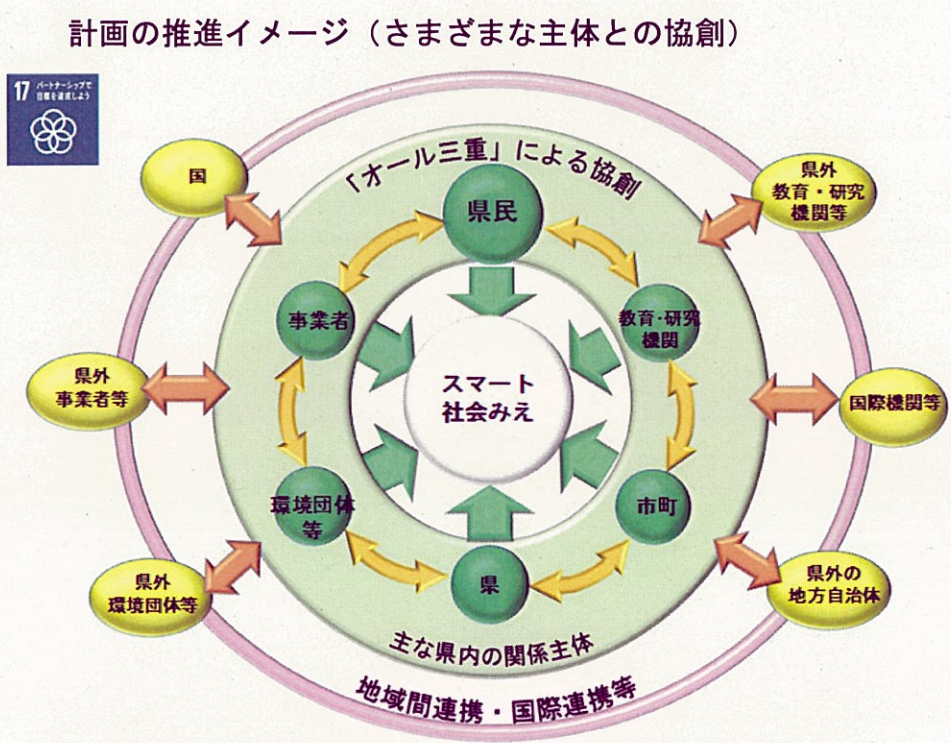 計画の推進イメージ（さまざまな主体との協創）
17 パートナーシップで
目標を達成しよう
「オール三重」による協創
国
県民
県外
教育・研究
機関等
事業者
教育・研究
機関
県外
事業者等
スマート
社会みえ
国際機関等
環境団体
等
市町
県
県外
環境団体等
県外の
地方自治体
主な県内の関係主体
地域間連携・国際連携等